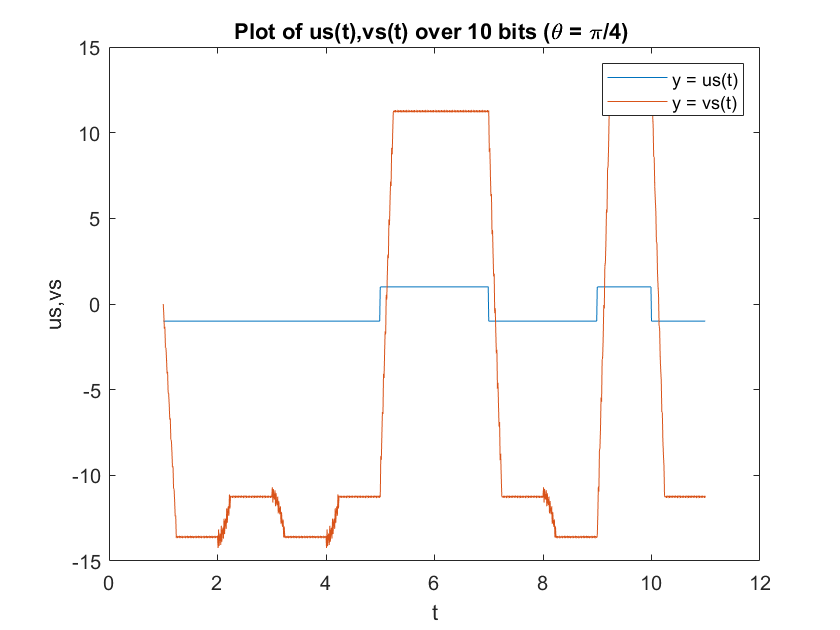 Plot of us(t),vs(t) over 10 bits (θ = π/4)
y = us(t)
y = vs(t)
us,vs
15
10
5
0
-5
-10
-15
0
2
4
6
8
10
12
t